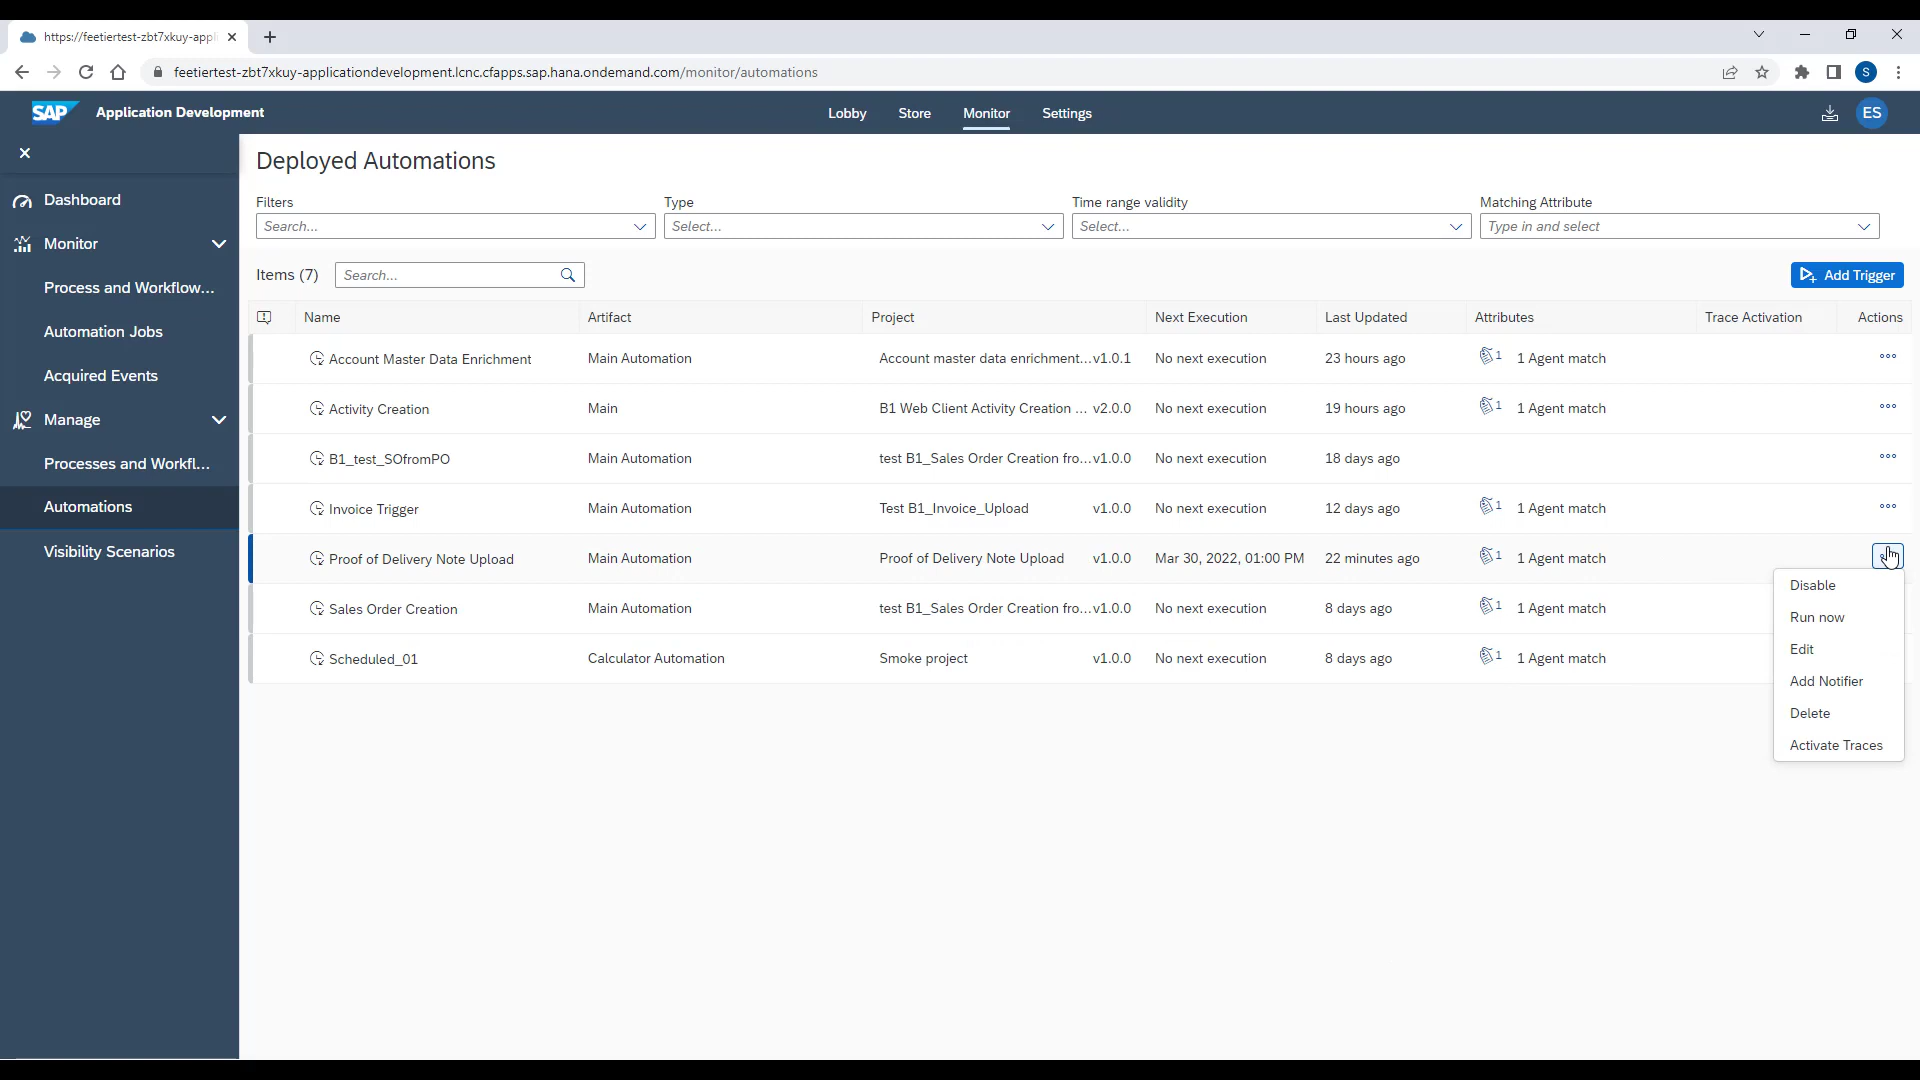 https://feetiertest-zbt7xkuy-appli
feetiertest-zbt7xkuy-applicationdevelopment.lcnc.cfapps.sap.hana.ondemand.com/monitor/automations
S
SAP Application Development
Lobby Store Monitor Settings
ES
Dashboard
Monitor
Process and Workflow...
Automation Jobs
Acquired Events
Manage
Processes and Workfl...
Automations
Visibility Scenarios
Deployed Automations
Filters Type Time range validity Matching Attribute
Search... Select... Select... Type in and select
Items (7) Search... Add Trigger
Name Artifact Project Next Execution Last Updated Attributes Trace Activation Actions
Account Master Data Enrichment Main Automation Account master data enrichment... v1.0.1 No next execution 23 hours ago 1 1 Agent match
Activity Creation Main B1 Web Client Activity Creation ... v2.0.0 No next execution 19 hours ago 1 1 Agent match
B1_test_SOfromPO Main Automation test B1_Sales Order Creation fro... v1.0.0 No next execution 18 days ago
Invoice Trigger Main Automation Test B1_Invoice_Upload v1.0.0 No next execution 12 days ago 1 1 Agent match
Proof of Delivery Note Upload Main Automation Proof of Delivery Note Upload v1.0.0 Mar 30, 2022, 01:00 PM 22 minutes ago 1 1 Agent match
Sales Order Creation Main Automation test B1_Sales Order Creation fro... v1.0.0 No next execution 8 days ago 1 1 Agent match
Scheduled_01 Calculator Automation Smoke project v1.0.0 No next execution 8 days ago 1 1 Agent match
Disable
Run now
Edit
Add Notifier
Delete
Activate Traces